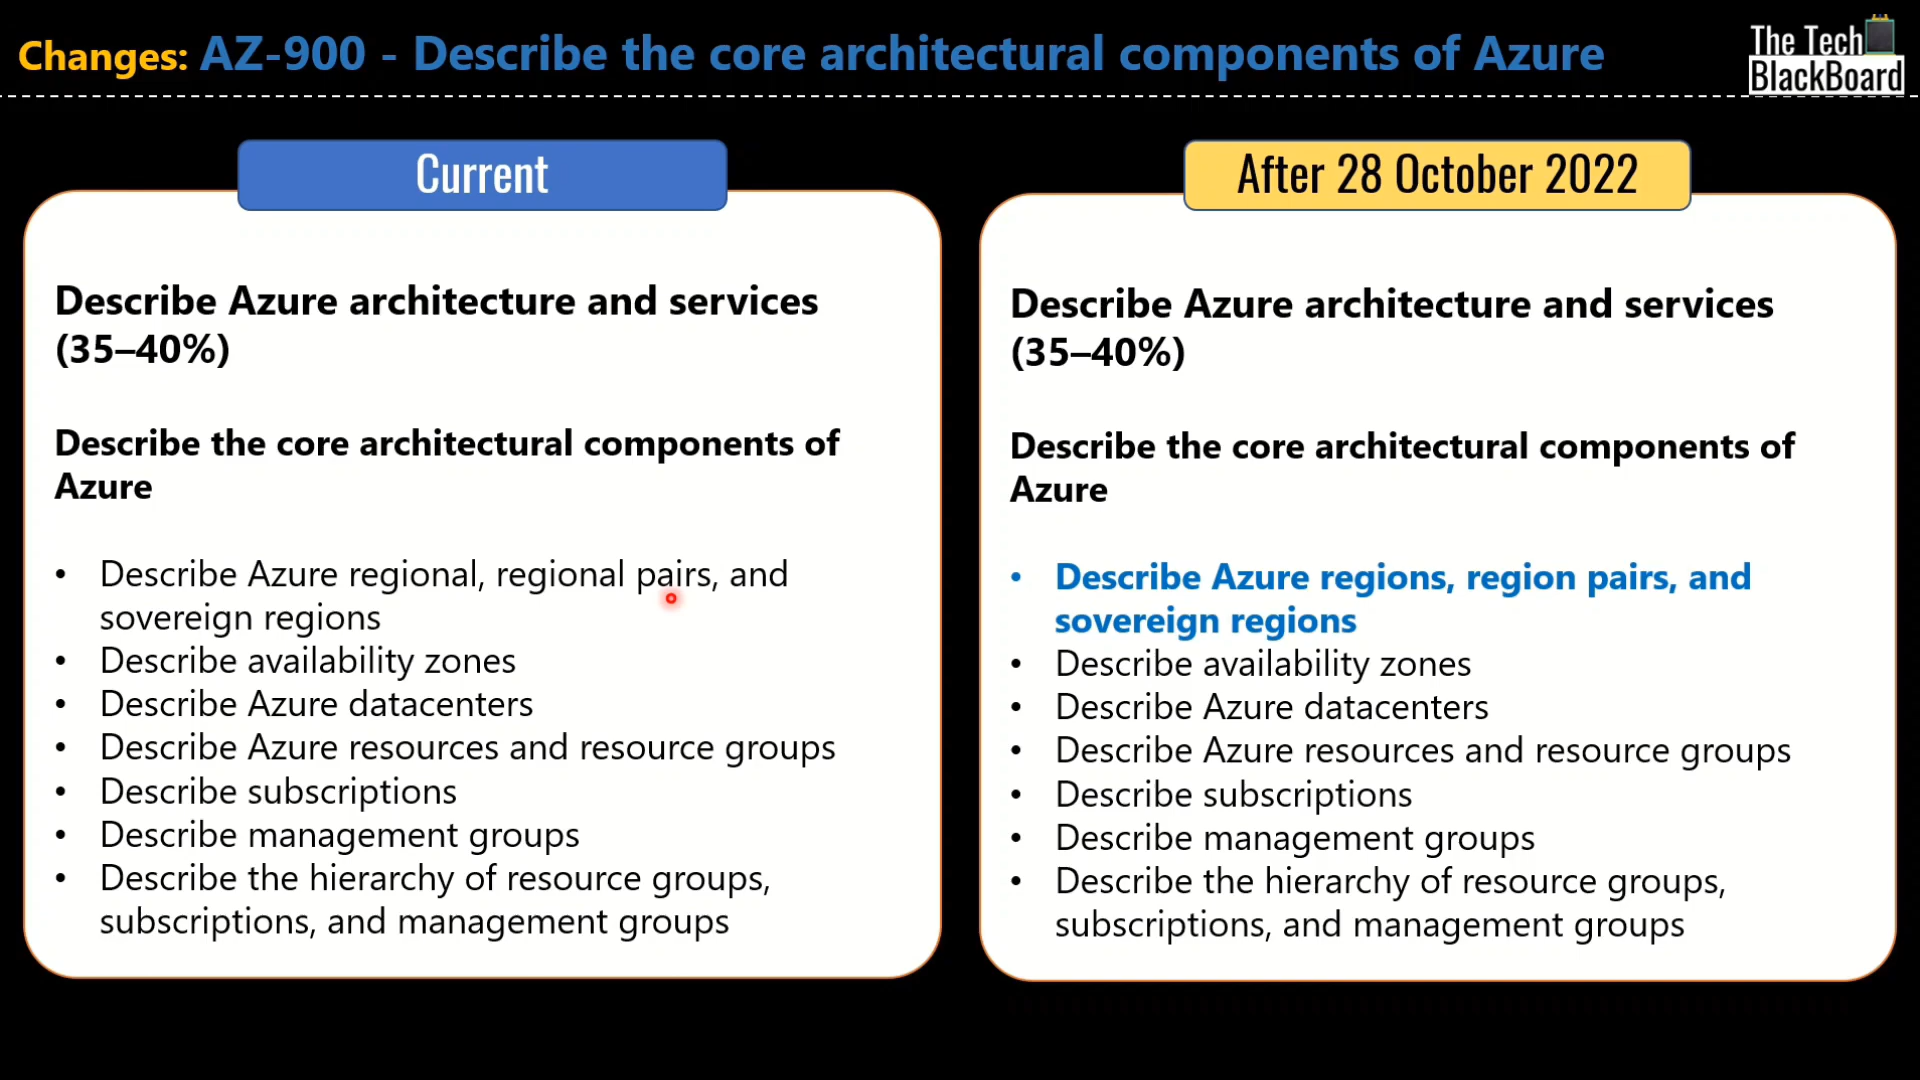 Changes: AZ-900 - Describe the core architectural components of Azure
The Tech
BlackBoard
Current
Describe Azure architecture and services
(35–40%)
Describe the core architectural components of
Azure
• Describe Azure regional, regional pairs, and
sovereign regions
• Describe availability zones
• Describe Azure datacenters
• Describe Azure resources and resource groups
• Describe subscriptions
• Describe management groups
• Describe the hierarchy of resource groups,
subscriptions, and management groups
After 28 October 2022
Describe Azure architecture and services
(35–40%)
Describe the core architectural components of
Azure
• Describe Azure regions, region pairs, and
sovereign regions
• Describe availability zones
• Describe Azure datacenters
• Describe Azure resources and resource groups
• Describe subscriptions
• Describe management groups
• Describe the hierarchy of resource groups,
subscriptions, and management groups